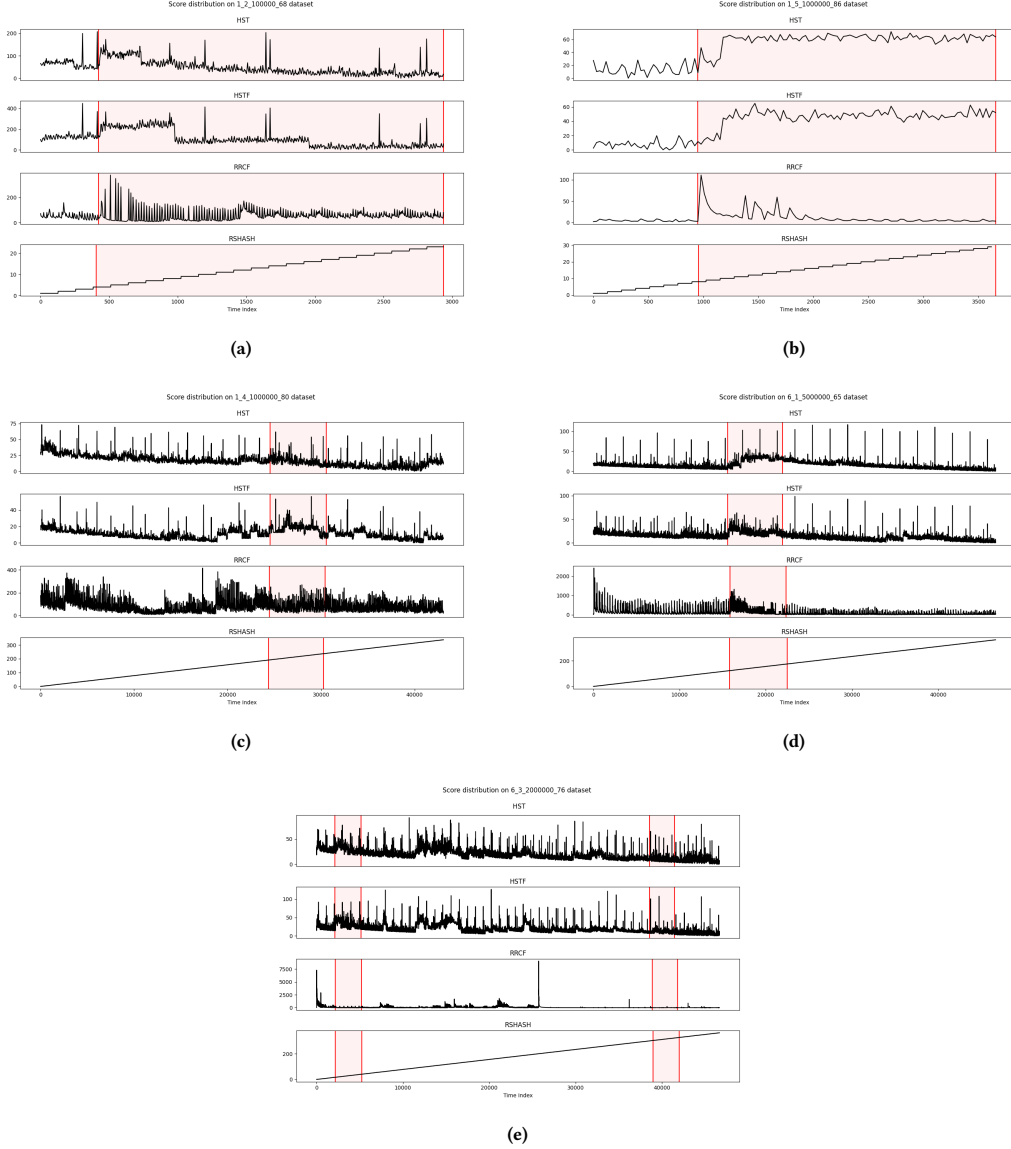 Score distribution on 1_2_100000_68 dataset
HST
200
100
0
HSTF
400
200
0
RRCF
200
0
RSHASH
20
10
0
0 500 1000 1500 2000 2500 3000
Time Index
(a)
Score distribution on 1_5_1000000_86 dataset
HST
60
40
20
0
HSTF
60
40
20
0
RRCF
100
50
0
RSHASH
30
20
10
0
0 500 1000 1500 2000 2500 3000 3500
Time Index
(b)
Score distribution on 1_4_1000000_80 dataset
HST
75
50
25
0
HSTF
40
20
0
RRCF
400
200
0
RSHASH
300
200
100
0
0 10000 20000 30000 40000
Time Index
(c)
Score distribution on 6_1_5000000_65 dataset
HST
100
50
0
HSTF
100
50
0
RRCF
2000
1000
0
RSHASH
200
0
0 10000 20000 30000 40000
Time Index
(d)
Score distribution on 6_3_2000000_76 dataset
HST
50
0
HSTF
100
50
0
RRCF
7500
5000
2500
0
RSHASH
200
0
0 10000 20000 30000 40000
Time Index
(e)